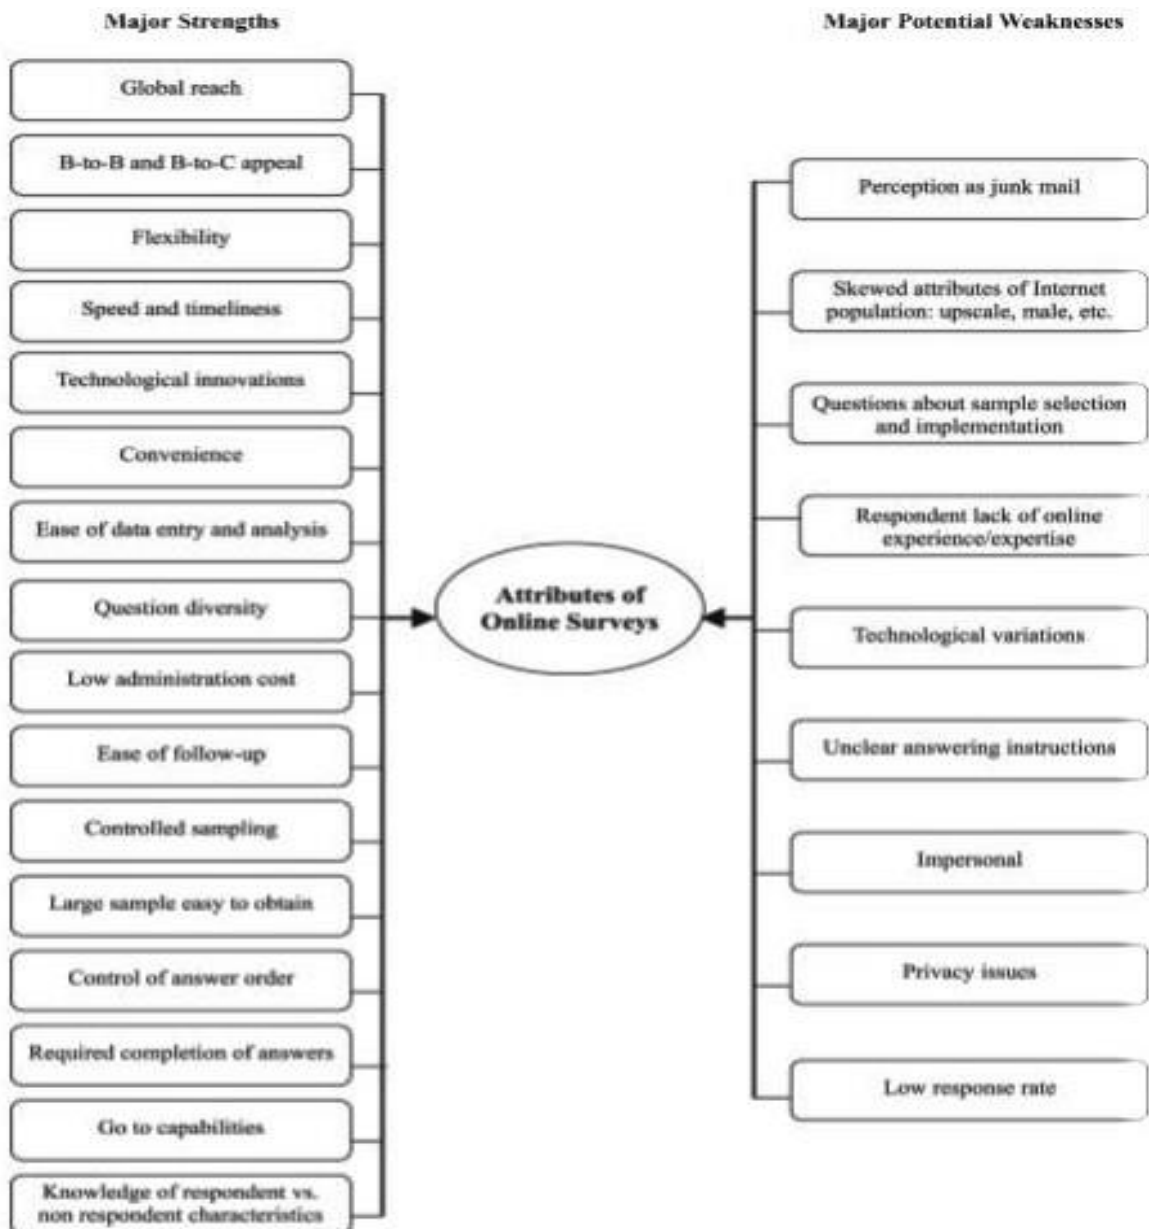 Major Strengths
Global reach
B-to-B and B-to-C appeal
Flexibility
Speed and timeliness
Technological innovations
Convenience
Ease of data entry and analysis
Question diversity
Low administration cost
Ease of follow-up
Controlled sampling
Large sample easy to obtain
Control of answer order
Required completion of answers
Go to capabilities
Knowledge of respondent vs.
non respondent characteristics
Attributes of
Online Surveys
Major Potential Weaknesses
Perception as junk mail
Skewed attributes of Internet
population: upscale, male, etc.
Questions about sample selection
and implementation
Respondent lack of online
experience/expertise
Technological variations
Unclear answering instructions
Impersonal
Privacy issues
Low response rate